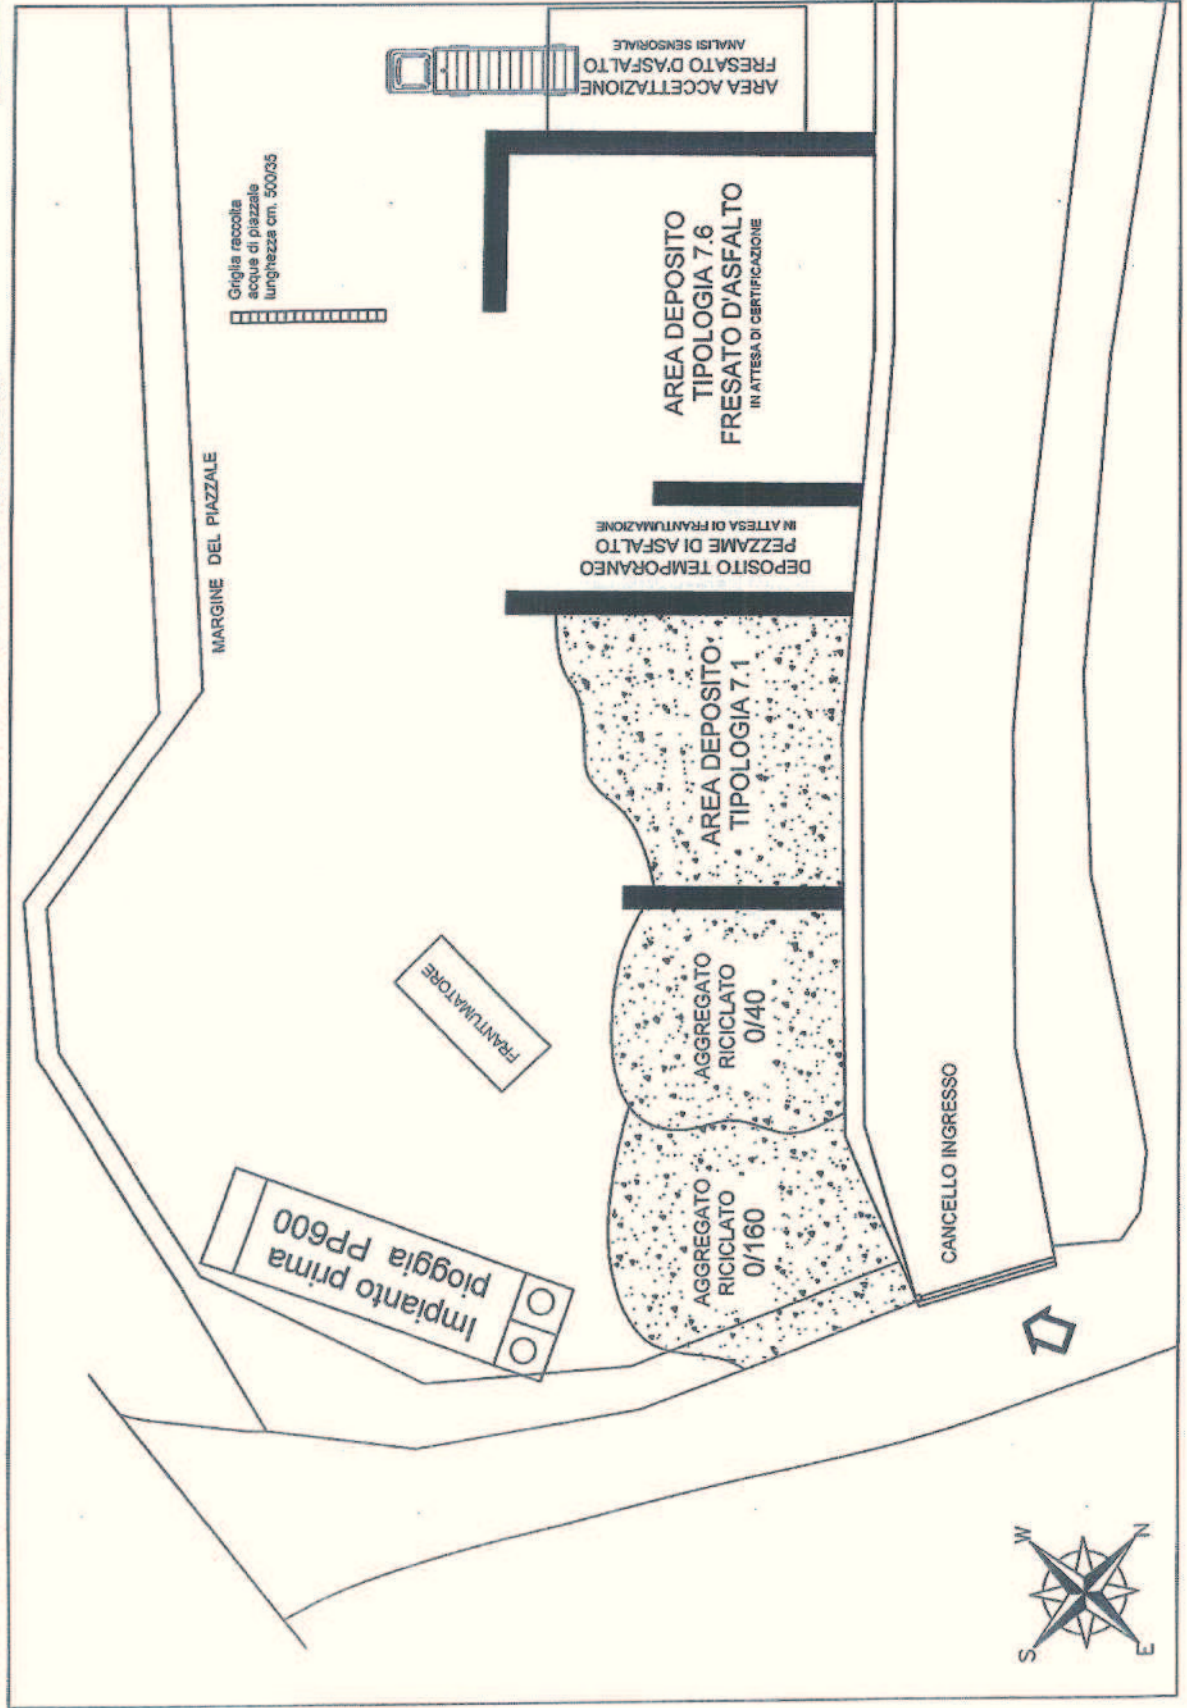 AREA ACCETTAZIONE
FRESATO D'ASFALTO
ANALISI SENSORIALE
Griglia raccolta
acque di piazzale
lunghezza cm. 500/35
AREA DEPOSITO
TIPOLOGIA 7.6
FRESATO D'ASFALTO
IN ATTESA DI CERTIFICAZIONE
MARGINE DEL PIAZZALE
DEPOSITO TEMPORANEO
PEZZAME DI ASFALTO
IN ATTESA DI FRANTUMAZIONE
AREA DEPOSITO
TIPOLOGIA 7.1
FRANTUMATORE
AGGREGATO
RICICLATO
0/40
AGGREGATO
RICICLATO
0/160
Impianto prima
pioggia PP600
CANCELLO INGRESSO
W
N
S
E